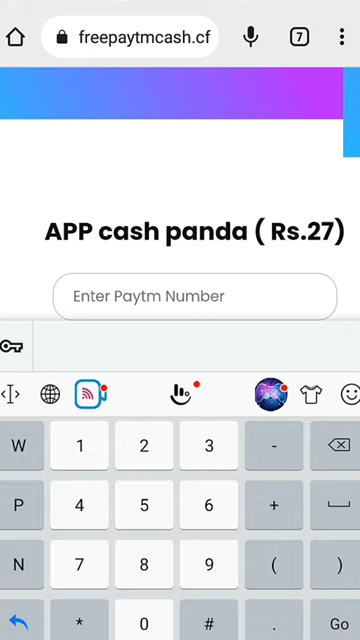 freepaytmcash.cf
7
APP cash panda ( Rs.27)
Enter Paytm Number
W 1 2 3 -
P 4 5 6 +
N 7 8 9 ( )
* 0 # . Go